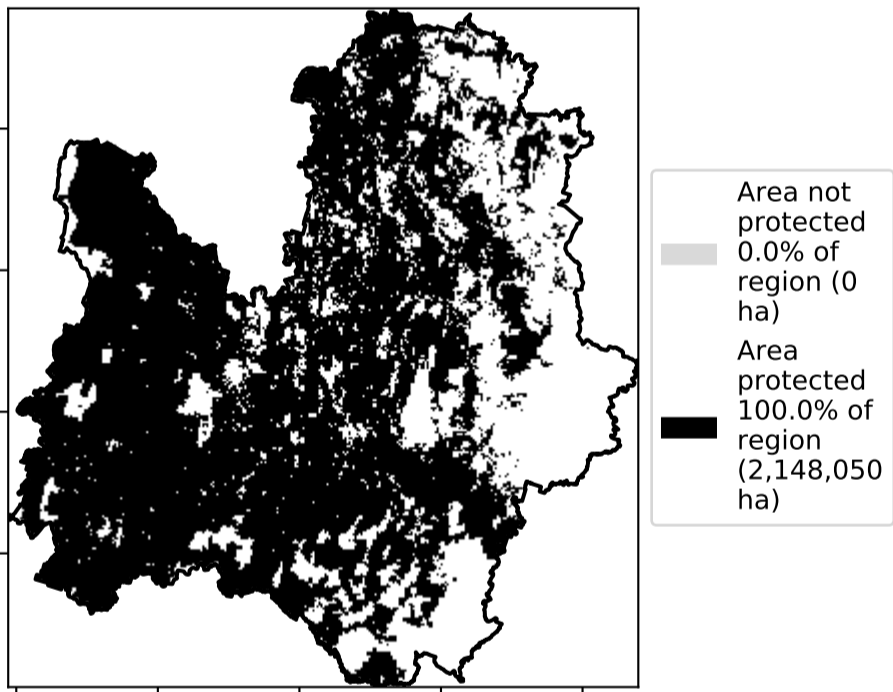 Area not
protected
0.0% of
region (0
ha)
Area
protected
100.0% of
region
(2,148,050
ha)